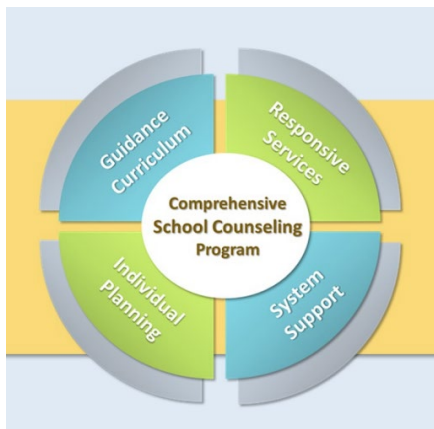 Guidance
Curriculum
Responsive
Services
Comprehensive
School Counseling
Program
Individual
Planning
System
Support